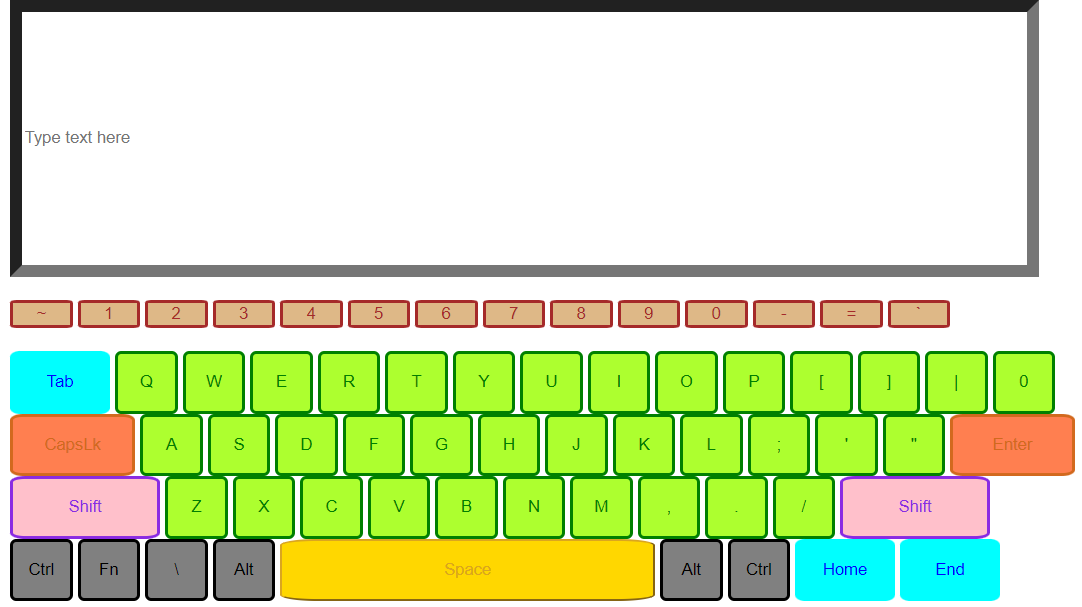 Type text here
~ 1 2 3 4 5 6 7 8 9 0 - = `
Tab Q W E R T Y U I O P [ ] | 0
CapsLk A S D F G H J K L ; ' " Enter
Shift Z X C V B N M , . / Shift
Ctrl Fn \ Alt Space Alt Ctrl Home End